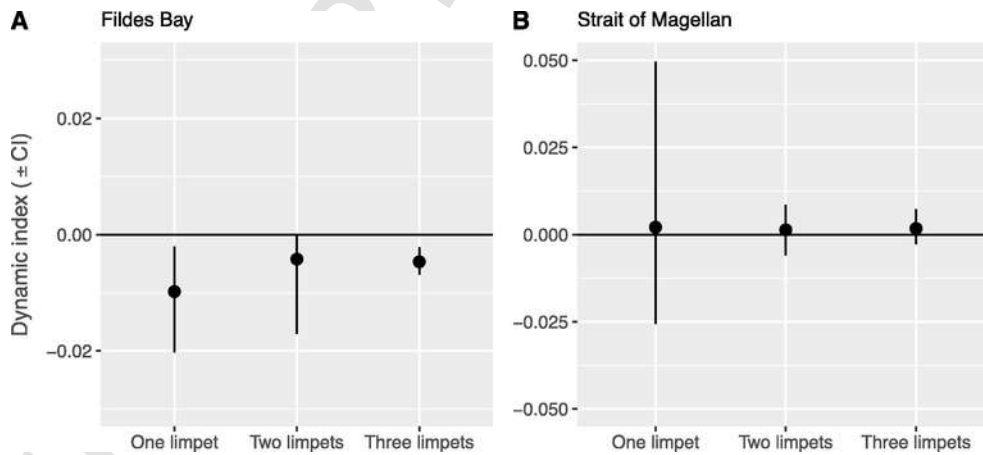 A Fildes Bay
B Strait of Magellan
Dynamic index (±CI)
0.02
0.00
−0.02
One limpet Two limpets Three limpets
0.050
0.025
0.000
−0.025
−0.050
One limpet Two limpets Three limpets